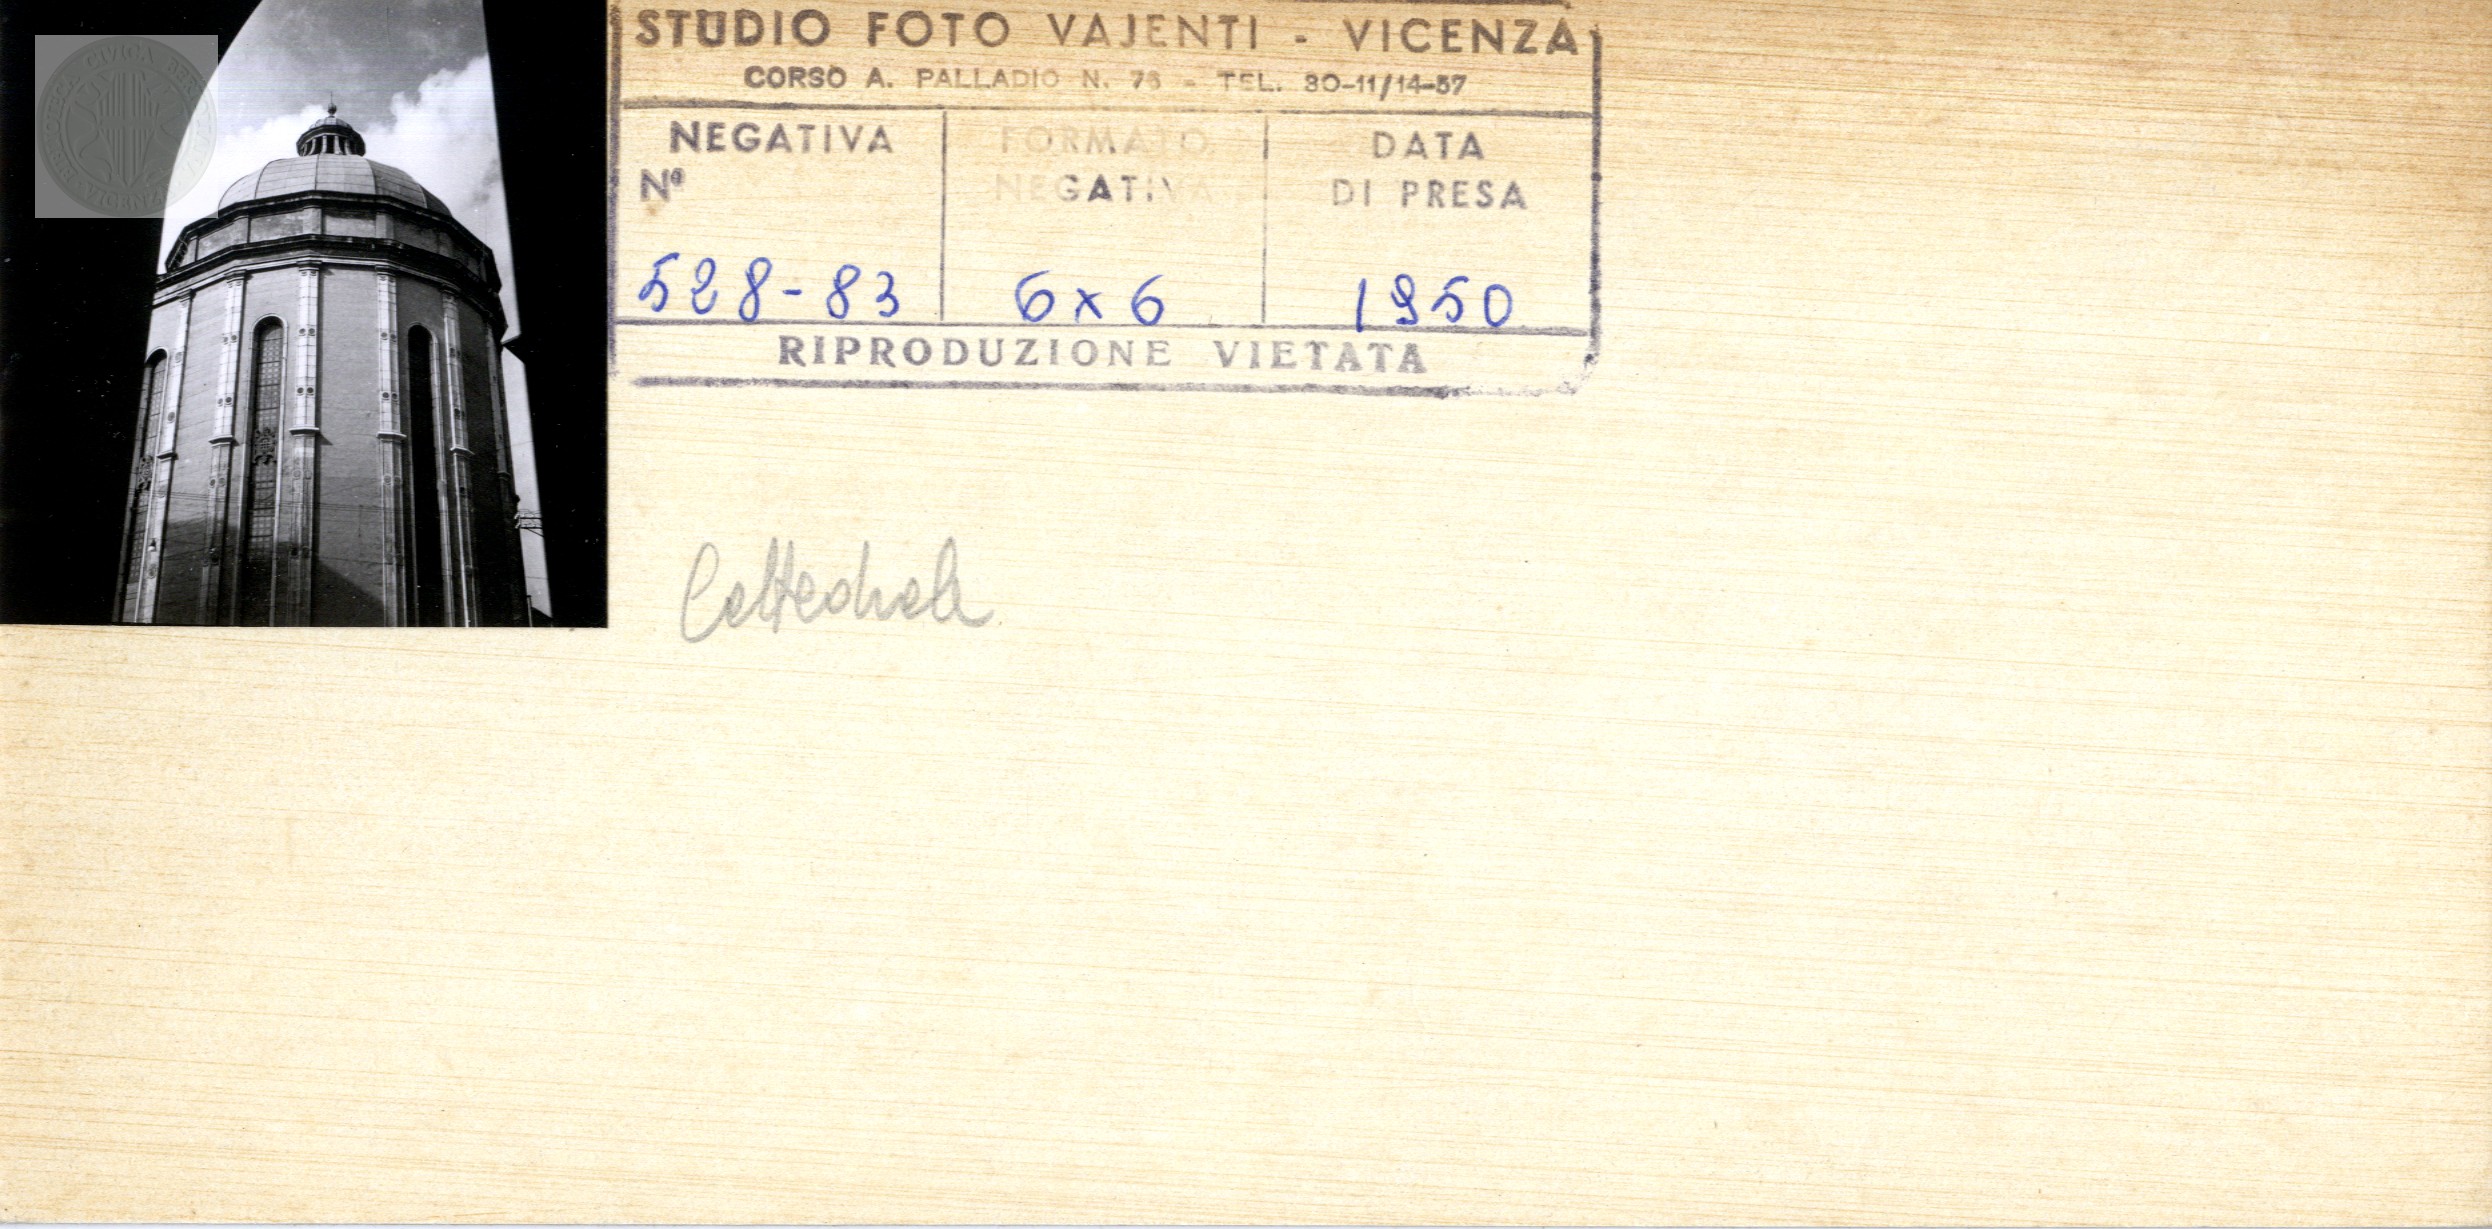 STUDIO FOTO VAJENTI - VICENZA
CORSO A. PALLADIO N. 76 - TEL. 30-11/14-57
NEGATIVA
Nº
528-83
FORMATO
NEGATIVA
6x6
DATA
DI PRESA
1950
RIPRODUZIONE VIETATA
Cattedrale